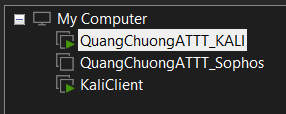 My Computer
QuangChuongATTT_KALI
QuangChuongATTT_Sophos
KaliClient